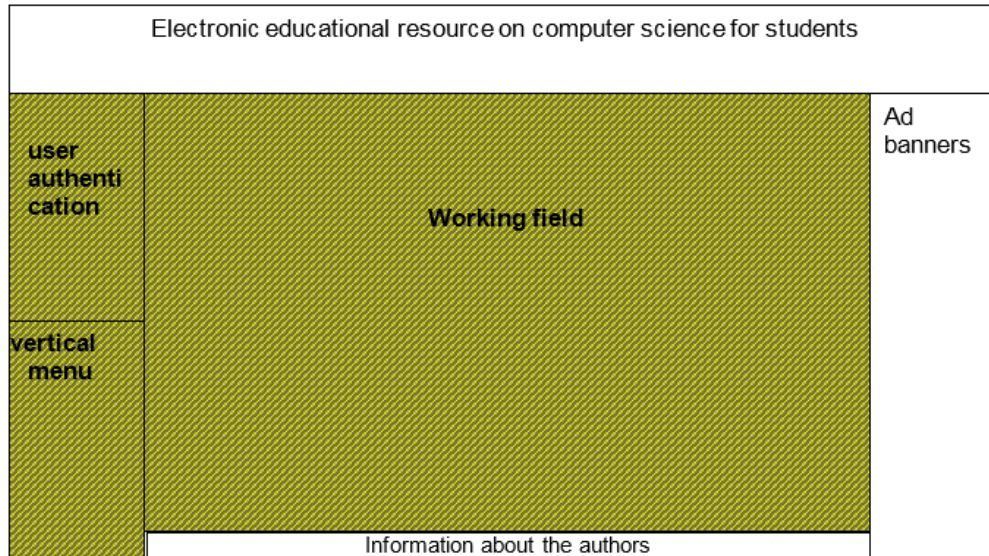 Electronic educational resource on computer science for students
user
authenti
cation
vertical
menu
Working field
Ad
banners
Information about the authors